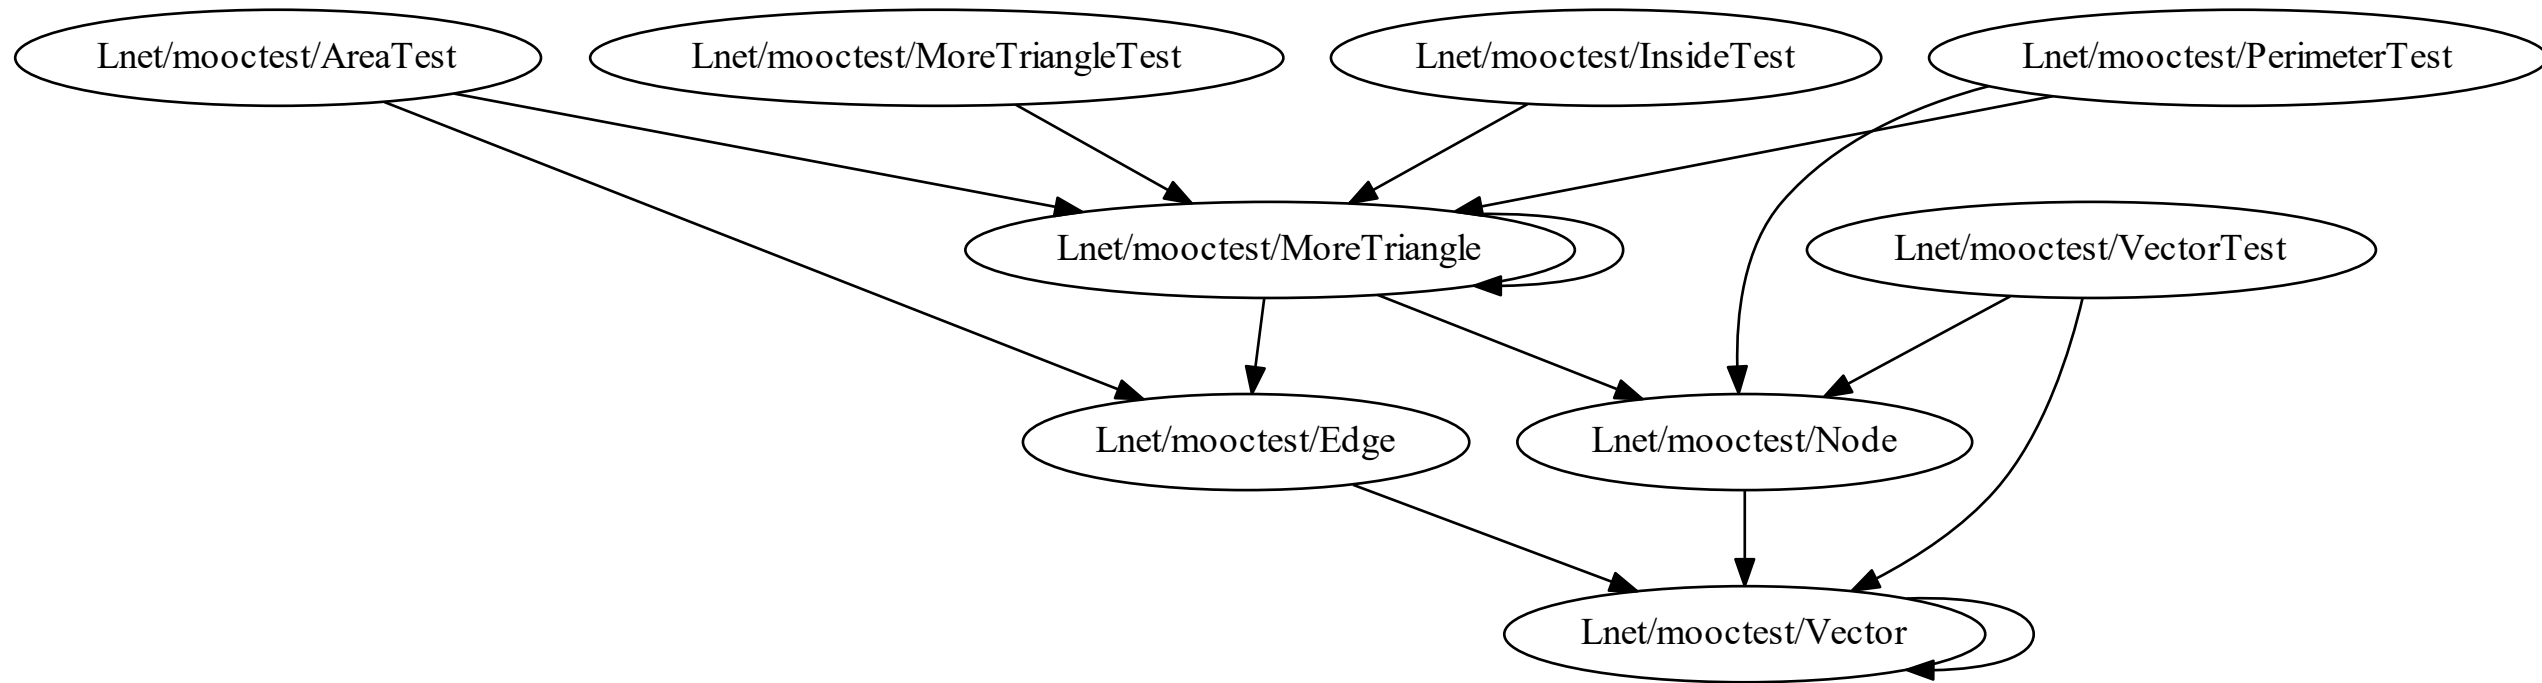 Lnet/mooctest/AreaTest
Lnet/mooctest/MoreTriangleTest
Lnet/mooctest/InsideTest
Lnet/mooctest/PerimeterTest
Lnet/mooctest/MoreTriangle
Lnet/mooctest/VectorTest
Lnet/mooctest/Edge
Lnet/mooctest/Node
Lnet/mooctest/Vector